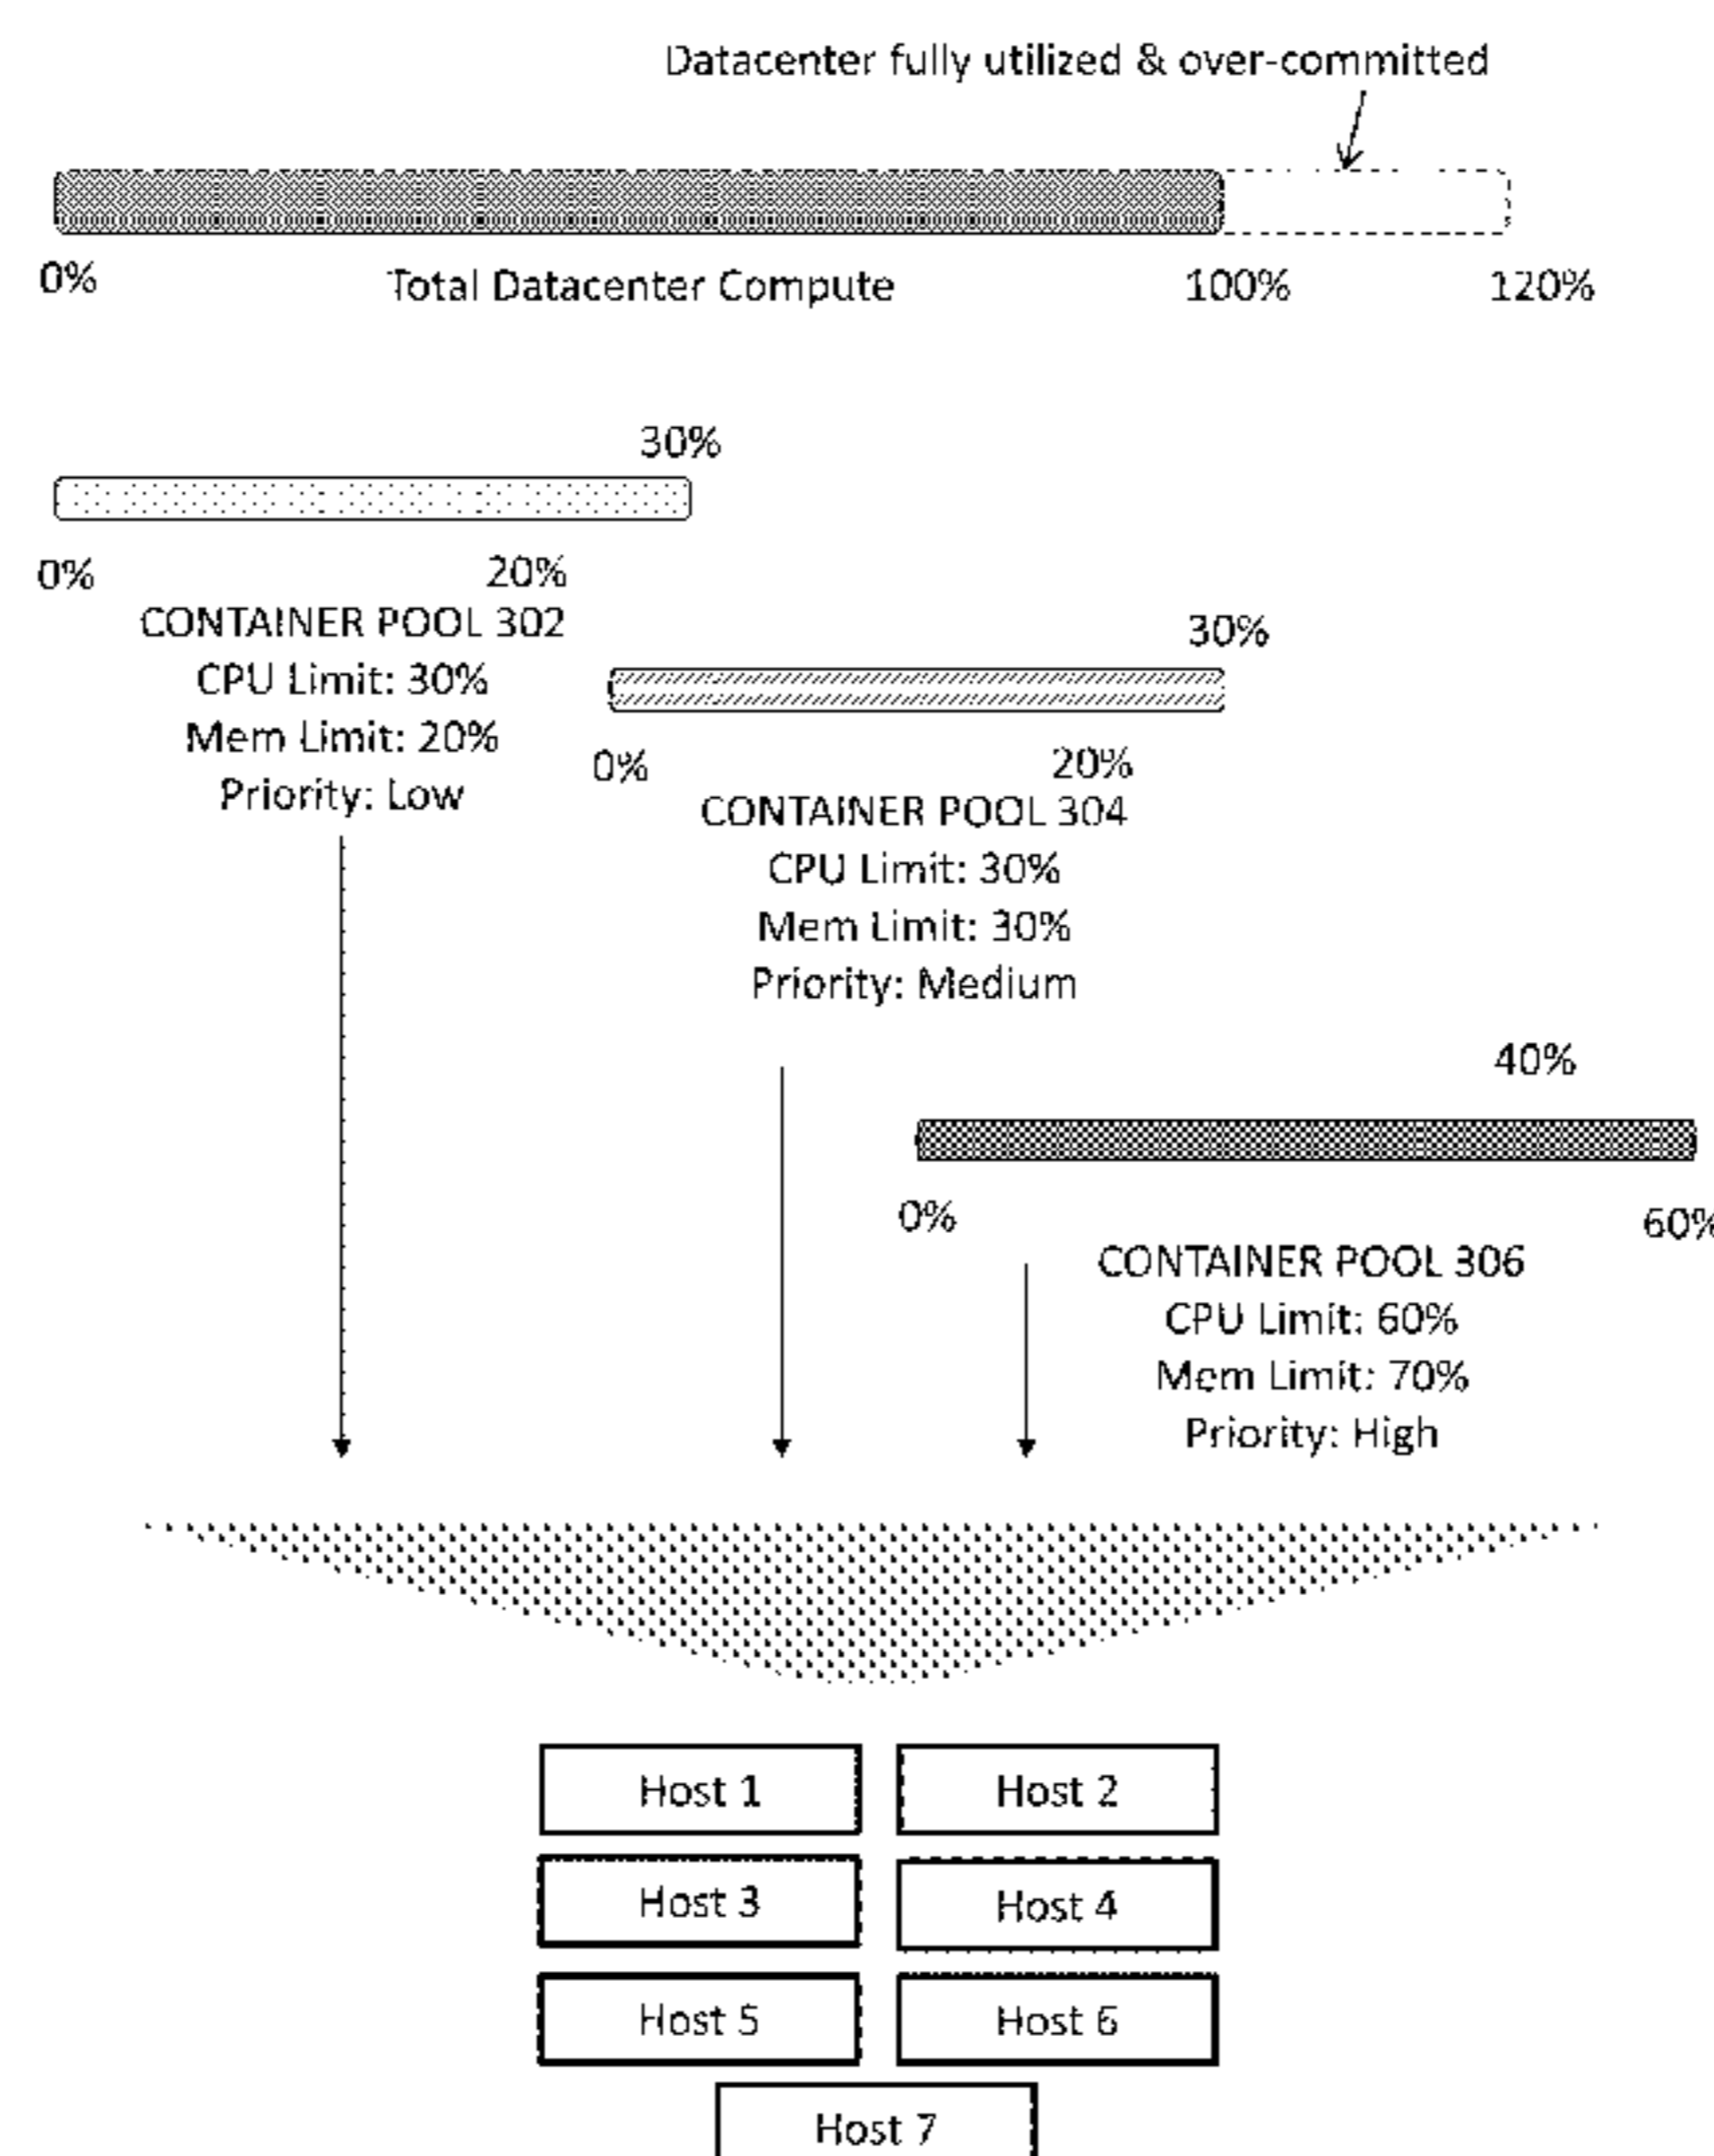 Datacenter fully utilized & over-committed
0%
Total Datacenter Compute
100%
120%
30%
0%
20%
CONTAINER POOL 302
CPU Limit: 30%
Mem Limit: 20%
Priority: Low
30%
0%
20%
CONTAINER POOL 304
CPU Limit: 30%
Mem Limit: 30%
Priority: Medium
40%
0%
60%
CONTAINER POOL 306
CPU Limit: 60%
Mem Limit: 70%
Priority: High
Host 1
Host 2
Host 3
Host 4
Host 5
Host 6
Host 7